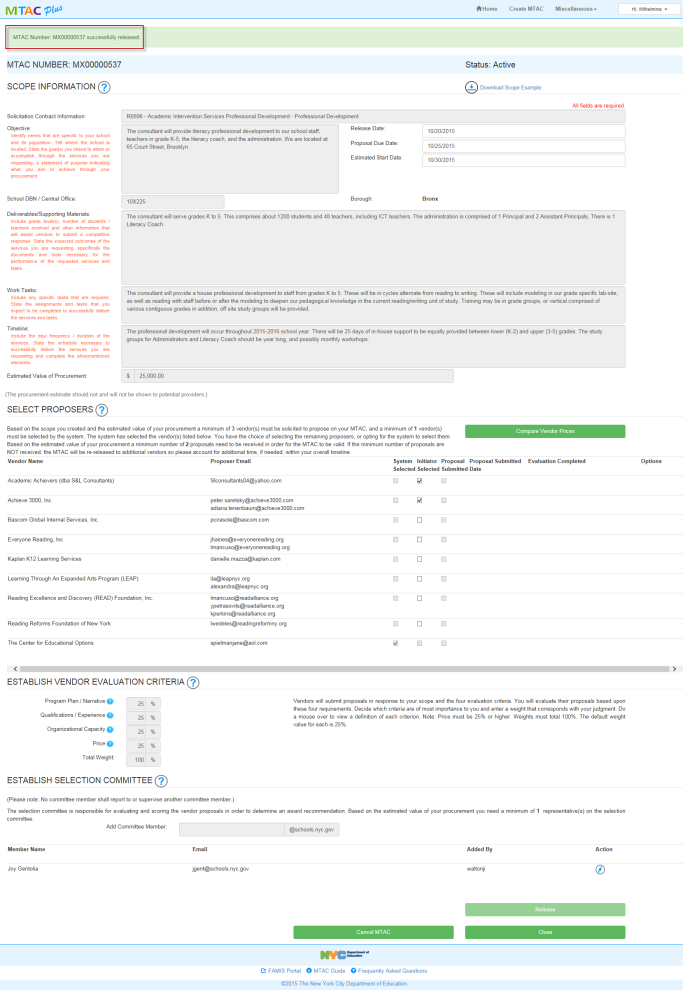 MTAC Plus
Home Create MTAC Miscellaneous Hi, Wilhelmina
MTAC Number: MX00000537 successfully released.
MTAC NUMBER: MX00000537 Status: Active
SCOPE INFORMATION ? Download Scope Example
All fields are required.
Solicitation Contract Information: R0896 - Academic Intervention Services Professional Development - Professional Development
Objective:
Identify needs that are specific to your school and its population. Tell where the school is located. State the goal(s) you intend to attain or accomplish through the services you are requesting, a statement of purpose indicating what you aim to achieve through your procurement.
The consultant will provide literacy professional development to our school staff,
teachers in grade K-5, the literacy coach, and the administration. We are located at
65 Court Street, Brooklyn.
Release Date: 10/20/2015
Proposal Due Date: 10/25/2015
Estimated Start Date: 10/30/2015
School DBN / Central Office: 10X225 Borough: Bronx
Deliverables/Supporting Materials:
Include grade level(s), number of students / teachers involved and other information that will assist vendors to submit a competitive response. State the expected outcomes of the services you are requesting, specifically the documents and tools necessary for the performance of the requested services and tasks.
The consultant will serve grades K to 5. This comprises about 1200 students and 40 teachers, including ICT teachers. The administration is comprised of 1 Principal and 2 Assistant Principals, There is 1
Literacy Coach.
Work Tasks:
Include any specific tasks that are required. State the assignments and tasks that you expect to be completed to successfully deliver the services and tasks.
The consultant will provide a house professional development to staff from grades K to 5. These will be in cycles alternate from reading to writing. These will include modeling in our grade specific lab-site,
as well as reading with staff before or after the modeling to deepen our pedagogical knowledge in the current reading/writing unit of study. Training may be in grade groups, or vertical comprised of
various contiguous grades in addition, off site study groups will be provided
Timeline:
Include the day/ frequency / duration of the services. State the schedule necessary to successfully deliver the services you are requesting and complete the aforementioned elements.
The professional development will occur throughout 2015-2016 school year. There will be 25 days of in-house support to be equally provided between lower (K-2) and upper (3-5) grades. The study
groups for Administrators and Literacy Coach should be year long, and possibly monthly workshops.
Estimated Value of Procurement: $ 25,000.00
(The procurement estimate should not and will not be shown to potential providers.)
SELECT PROPOSERS ?
Based on the scope you created and the estimated value of your procurement a minimum of 3 vendor(s) must be solicited to propose on your MTAC, and a minimum of 1 vendor(s)
must be selected by the system. The system has selected the vendor(s) listed below. You have the choice of selecting the remaining proposers, or opting for the system to select them.
Based on the estimated value of your procurement a minimum number of 2 proposals need to be received in order for the MTAC to be valid. If the minimum number of proposals are
NOT received, the MTAC will be re-released to additional vendors so please account for additional time, if needed, within your overall timeline.
Compare Vendor Prices
Vendor Name Proposer Email System Selected Initiator Selected Proposal Submitted Proposal Submitted Date Evaluation Completed Options
Academic Achievers (dba S&L Consultants) Slconsultants04@yahoo.com
Achieve 3000, Inc. peter.saretsky@achieve3000.com
adiana.tenenbaum@achieve3000.com
Bascom Global Internal Services, Inc. pcirasole@bascom.com
Everyone Reading, Inc. jhaines@everyonereading.org
lmancuso@everyonereading.org
Kaplan K12 Learning Services danielle.mazza@kaplan.com
Learning Through An Expanded Arts Program (LEAP) ila@leapnyc.org
alexandra@leapnyc.org
Reading Excellence and Discovery (READ) Foundation, Inc. lmancuso@readalliance.org
ypetrasovits@readalliance.org
kperkins@readalliance.org
Reading Reforms Foundation of New York lwedeles@readingreformny.org
The Center for Educational Options spielmanjane@aol.com
ESTABLISH VENDOR EVALUATION CRITERIA ?
Program Plan / Narrative ? 25 %
Qualifications / Experience ? 25 %
Organizational Capacity ? 25 %
Price ? 25 %
Total Weight: 100 %
Vendors will submit proposals in response to your scope and the four evaluation criteria. You will evaluate their proposals based upon
these four requirements. Decide which criteria are of most importance to you and enter a weight that corresponds with your judgment. Do
a mouse over to view a definition of each criterion. Note: Price must be 25% or higher. Weights must total 100%. The default weight
value for each is 25%.
ESTABLISH SELECTION COMMITTEE ?
(Please note: No committee member shall report to or supervise another committee member.)
The selection committee is responsible for evaluating and scoring the vendor proposals in order to determine an award recommendation. Based on the estimated value of your procurement you need a minimum of 1 representative(s) on the selection
committee.
Add Committee Member: @schools.nyc.gov
Member Name Email Added By Action
Joy Gentolia jgent@schools.nyc.gov waltonji
Release
Cancel MTAC Close
NYC Department of Education
FAMIS Portal MTAC Guide Frequently Asked Questions
©2015 The New York City Department of Education.